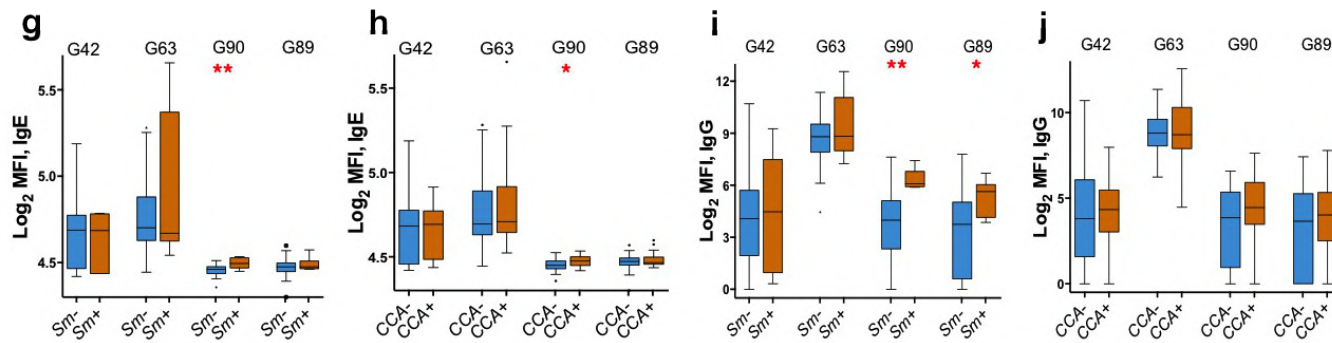 g
G42 G63 G90 G89
**
Log2 MFI, IgE
5.5
5.0
4.5
Sm- Sm+ Sm- Sm+ Sm- Sm+ Sm- Sm+
h
G42 G63 G90 G89
*
Log2 MFI, IgE
5.5
5.0
4.5
CCA- CCA+ CCA- CCA+ CCA- CCA+ CCA- CCA+
i
G42 G63 G90 G89
** *
Log2 MFI, IgG
12
9
6
3
0
Sm- Sm+ Sm- Sm+ Sm- Sm+ Sm- Sm+
j
G42 G63 G90 G89
Log2 MFI, IgG
10
5
0
CCA- CCA+ CCA- CCA+ CCA- CCA+ CCA- CCA+